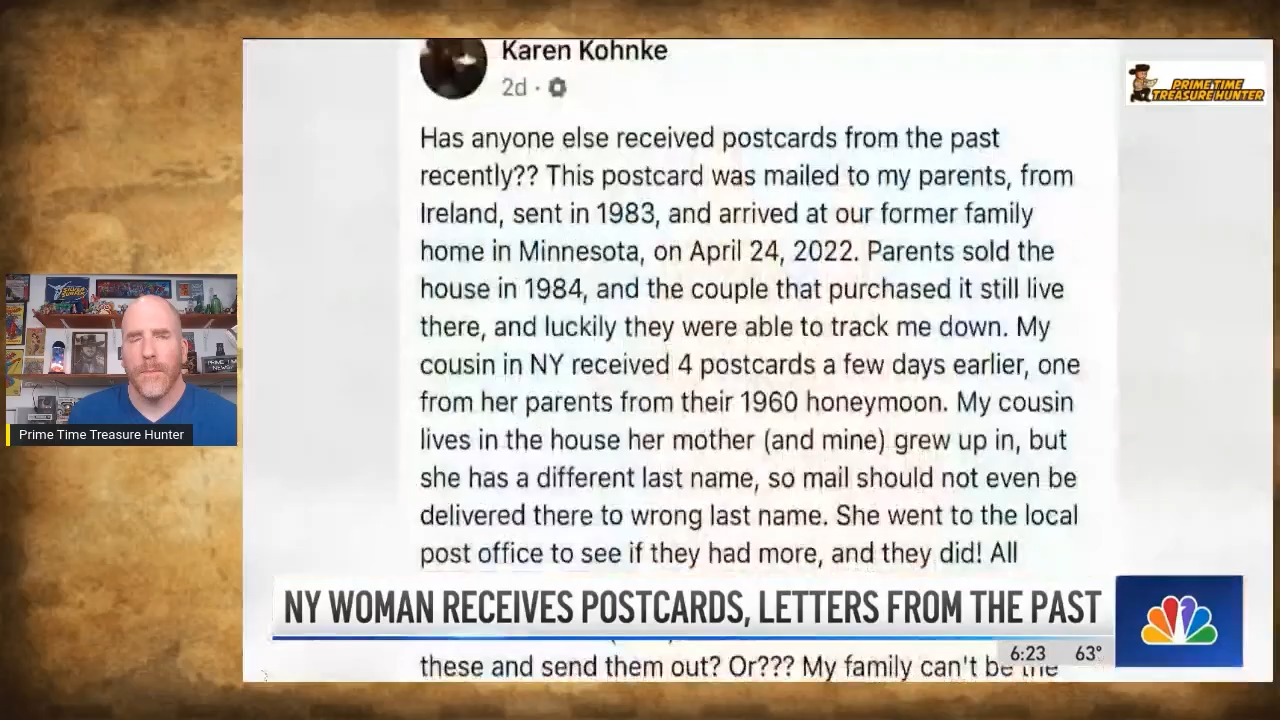 Karen Kohnke
2d ·
PRIME TIME
TREASURE HUNTER
Has anyone else received postcards from the past
recently?? This postcard was mailed to my parents, from
Ireland, sent in 1983, and arrived at our former family
home in Minnesota, on April 24, 2022. Parents sold the
house in 1984, and the couple that purchased it still live
there, and luckily they were able to track me down. My
cousin in NY received 4 postcards a few days earlier, one
from her parents from their 1960 honeymoon. My cousin
lives in the house her mother (and mine) grew up in, but
she has a different last name, so mail should not even be
delivered there to wrong last name. She went to the local
post office to see if they had more, and they did! All
NY WOMAN RECEIVES POSTCARDS, LETTERS FROM THE PAST
6:23 63°
these and send them out? Or??? My family can't be the
Prime Time Treasure Hunter